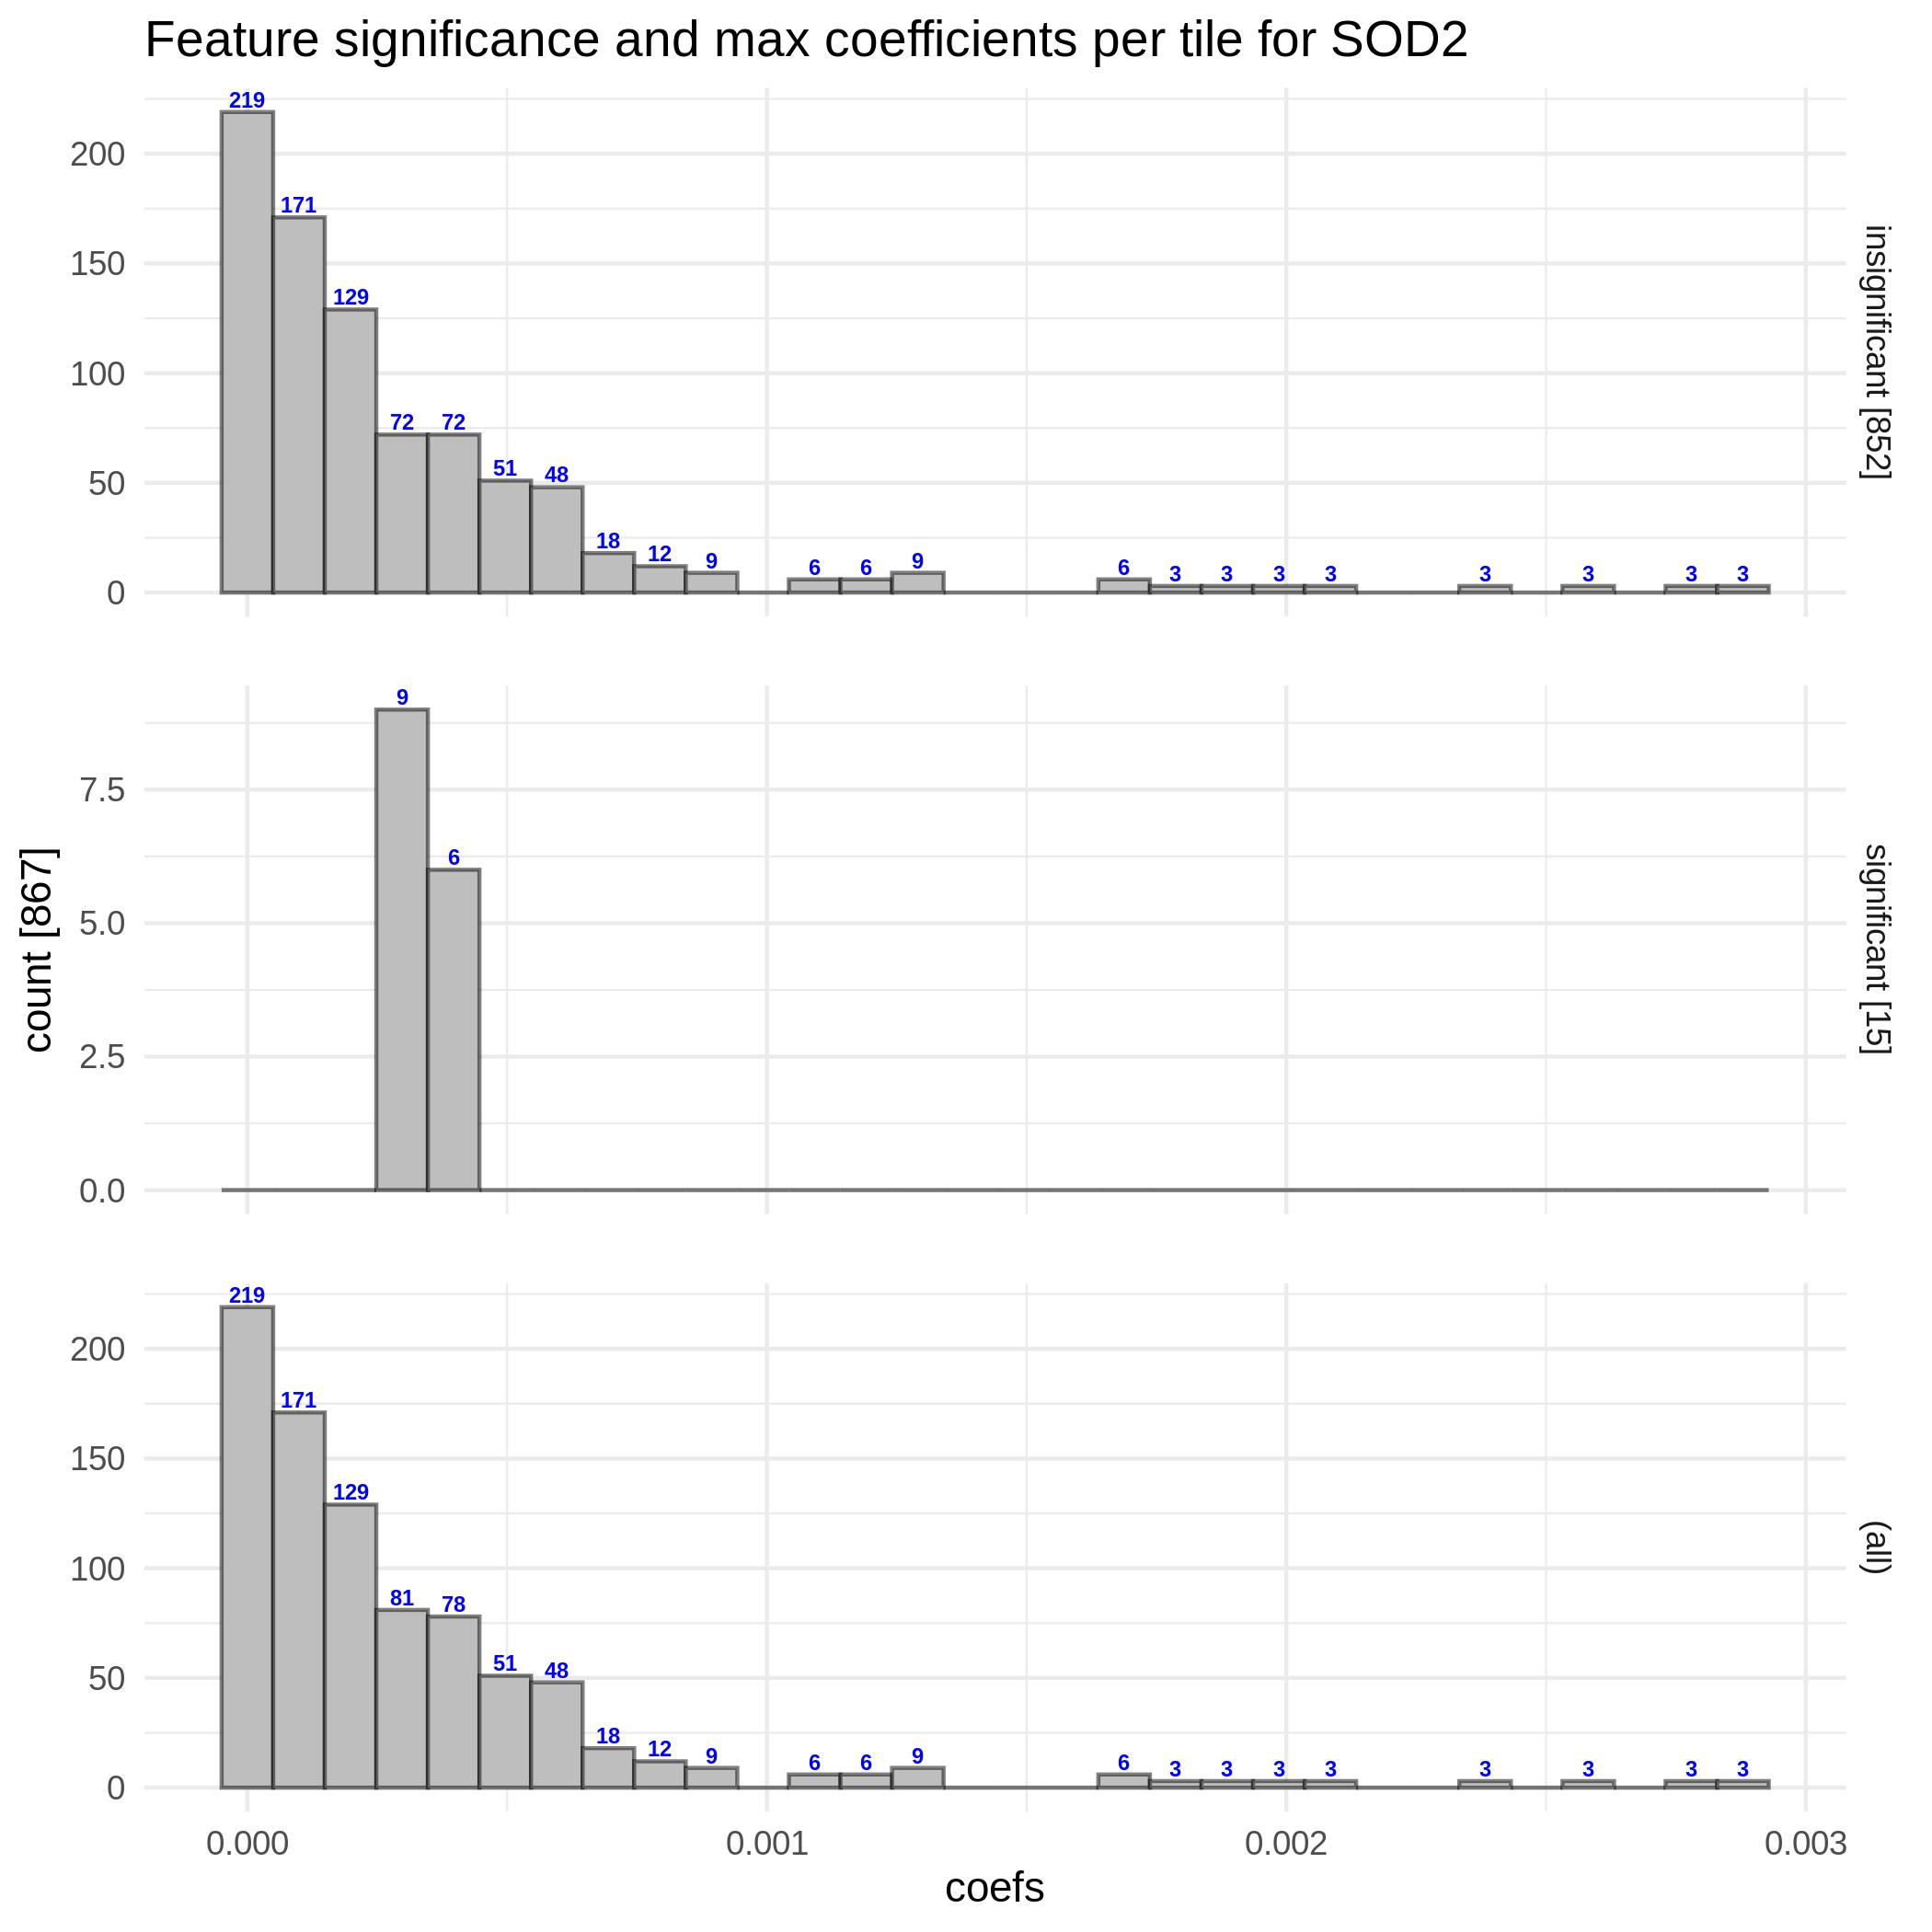 Feature significance and max coefficients per tile for SOD2
219
200
171
150
129
100
72 72
51 48
50
18 12 9 6 6 9 6 3 3 3 3 3 3 3 3
0
insignificant [852]
9
7.5
6
5.0
2.5
0.0
significant [15]
count [867]
219
200
171
150
129
100
81 78
51 48
50
18 12 9 6 6 9 6 3 3 3 3 3 3 3 3
0
(all)
0.000 0.001 0.002 0.003
coefs